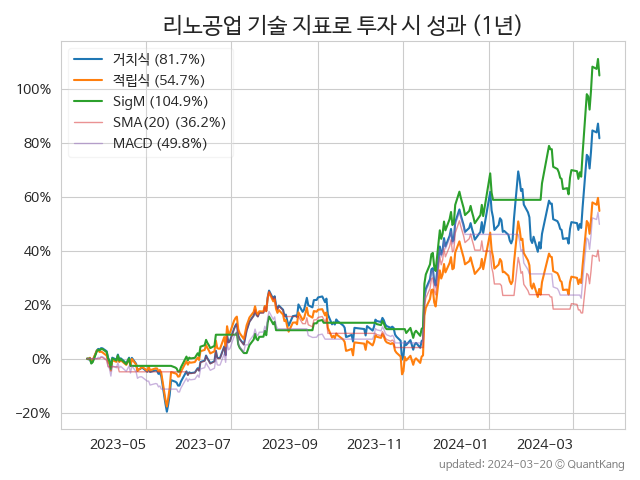 리노공업 기술 지표로 투자 시 성과 (1년)
거치식 (81.7%)
적립식 (54.7%)
SigM (104.9%)
SMA(20) (36.2%)
MACD (49.8%)
100%
80%
60%
40%
20%
0%
−20%
2023-05 2023-07 2023-09 2023-11 2024-01 2024-03
updated: 2024-03-20 © QuantKang